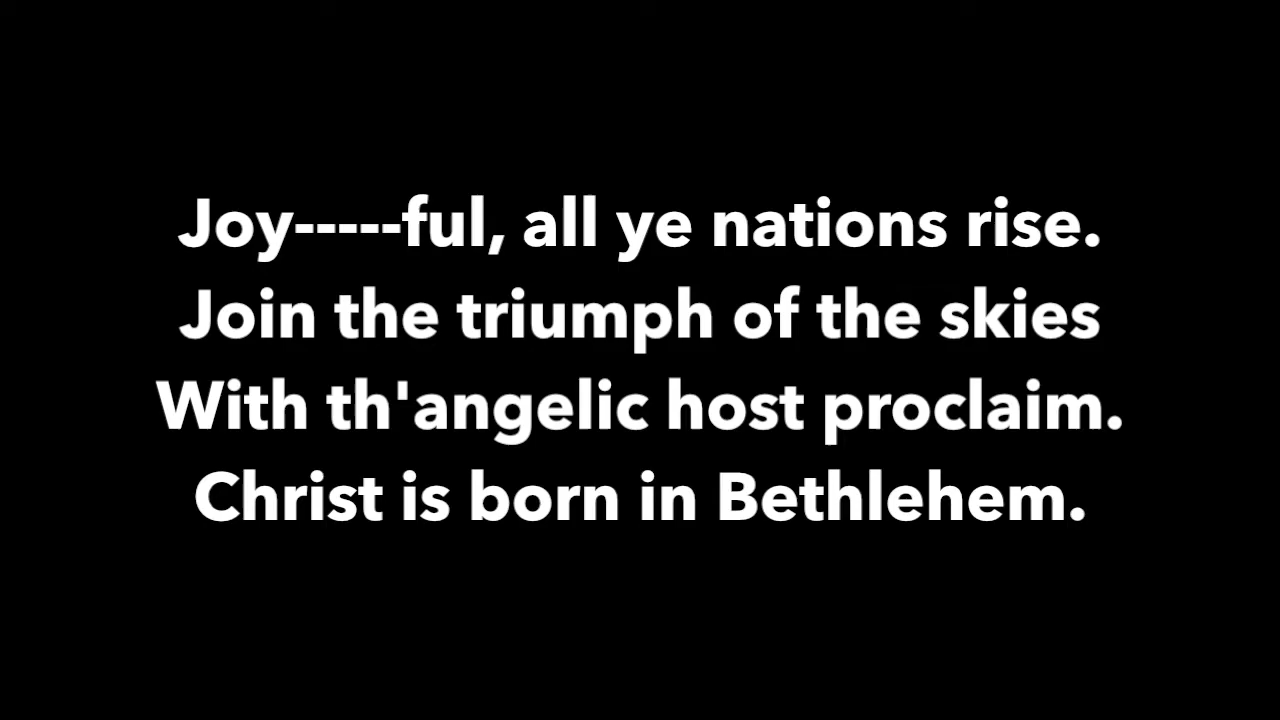 Joy-----ful, all ye nations rise.
Join the triumph of the skies
With th'angelic host proclaim.
Christ is born in Bethlehem.